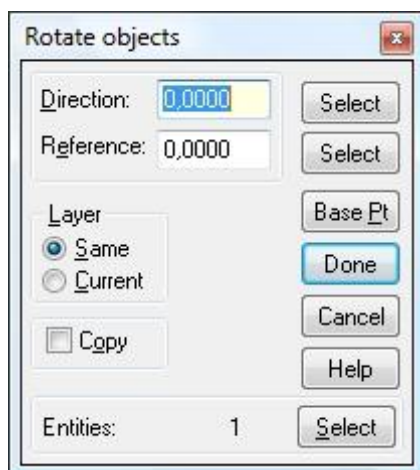 Rotate objects
Direction: 0,0000 Select
Reference: 0,0000 Select
Base Pt
Layer
Same
Done
Current
Cancel
Copy
Help
Entities: 1 Select